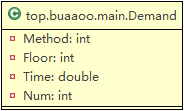 C top.buaaoo.main.Demand
Method: int
Floor: int
Time: double
Num: int